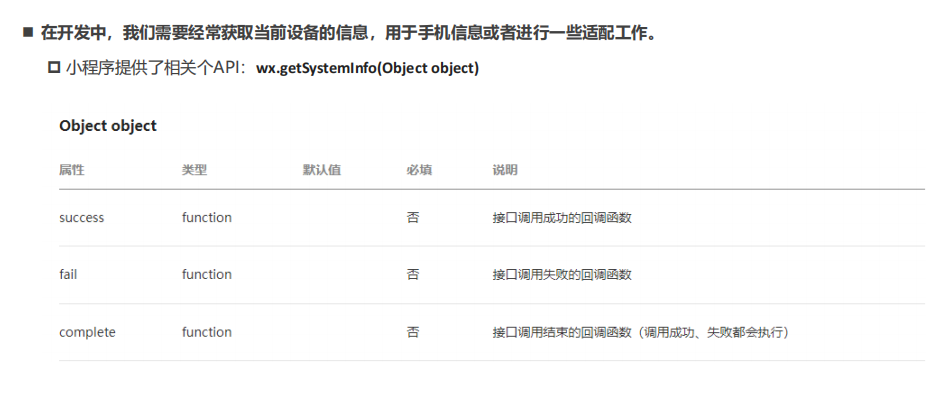 在开发中，我们需要经常获取当前设备的信息，用于手机信息或者进行一些适配工作。
小程序提供了相关个API：wx.getSystemInfo(Object object)
Object object
属性 类型 默认值 必填 说明
success function 否 接口调用成功的回调函数
fail function 否 接口调用失败的回调函数
complete function 否 接口调用结束的回调函数（调用成功、失败都会执行）